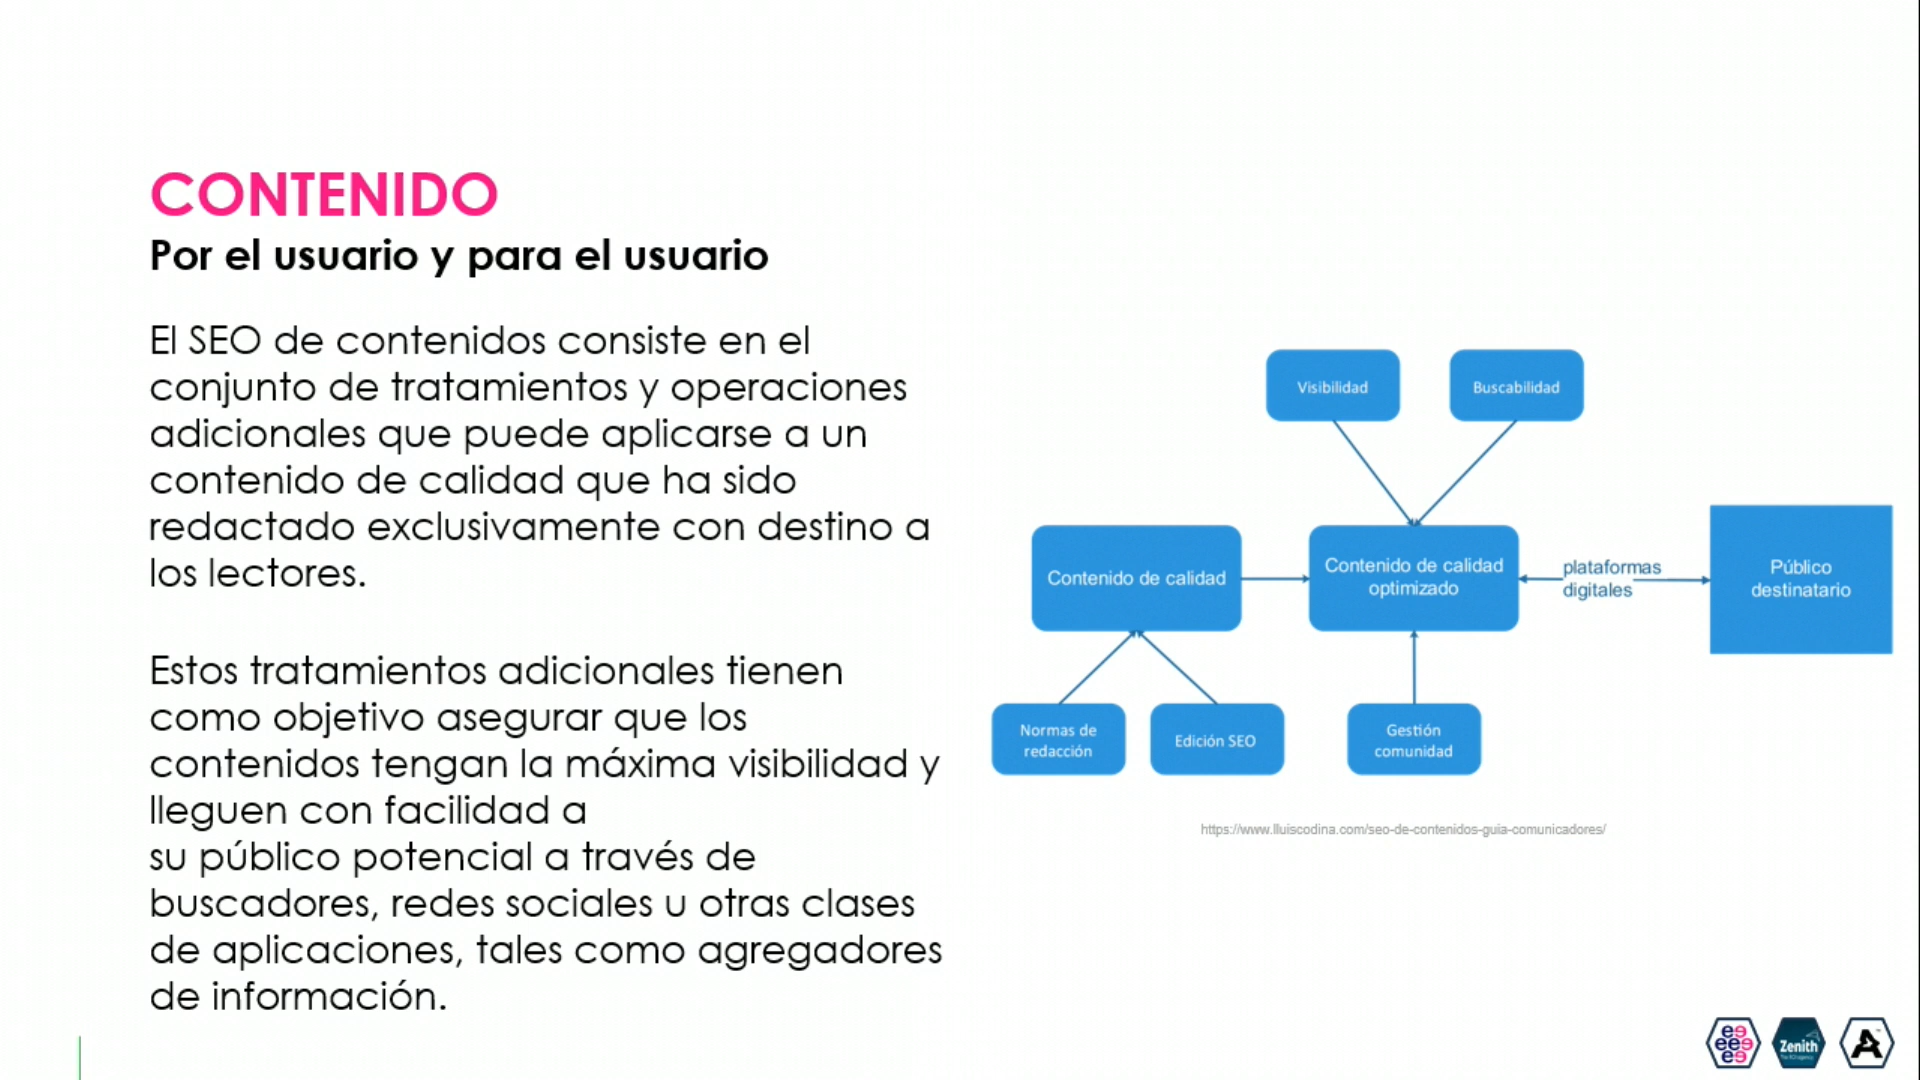 CONTENIDO
Por el usuario y para el usuario
El SEO de contenidos consiste en el
conjunto de tratamientos y operaciones
adicionales que puede aplicarse a un
contenido de calidad que ha sido
redactado exclusivamente con destino a
los lectores.
Estos tratamientos adicionales tienen
como objetivo asegurar que los
contenidos tengan la máxima visibilidad y
lleguen con facilidad a
su público potencial a través de
buscadores, redes sociales u otras clases
de aplicaciones, tales como agregadores
de información.
Visibilidad
Buscabilidad
Contenido de calidad
Contenido de calidad
optimizado
plataformas
digitales
Público
destinatario
Normas de
redacción
Edición SEO
Gestión
comunidad
https://www.lluiscodina.com/seo-de-contenidos-guia-comunicadores/
Zenith